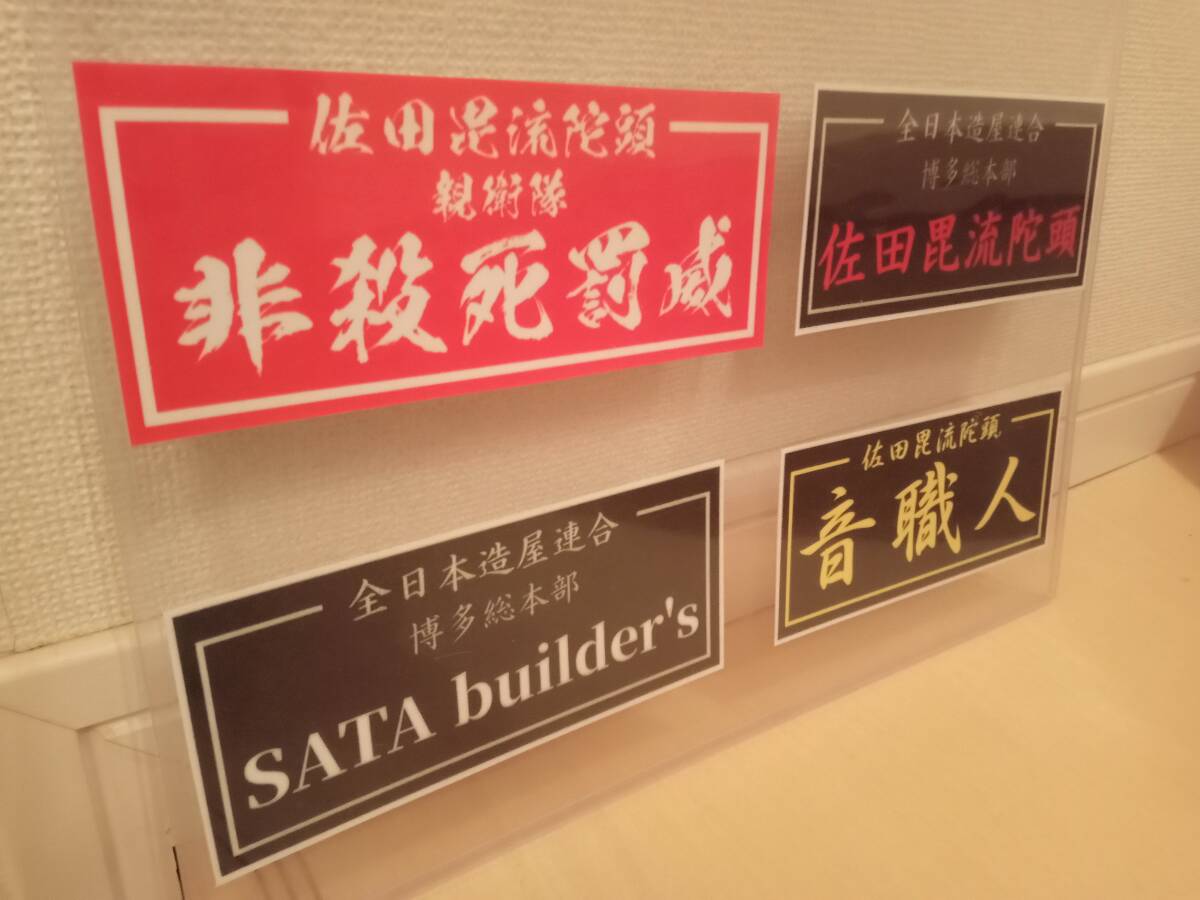 佐田毘流陀頭
親衛隊
非殺死罰威
全日本造屋連合
博多総本部
佐田毘流陀頭
全日本造屋連合
博多総本部
SATA builder's
佐田毘流陀頭
音職人